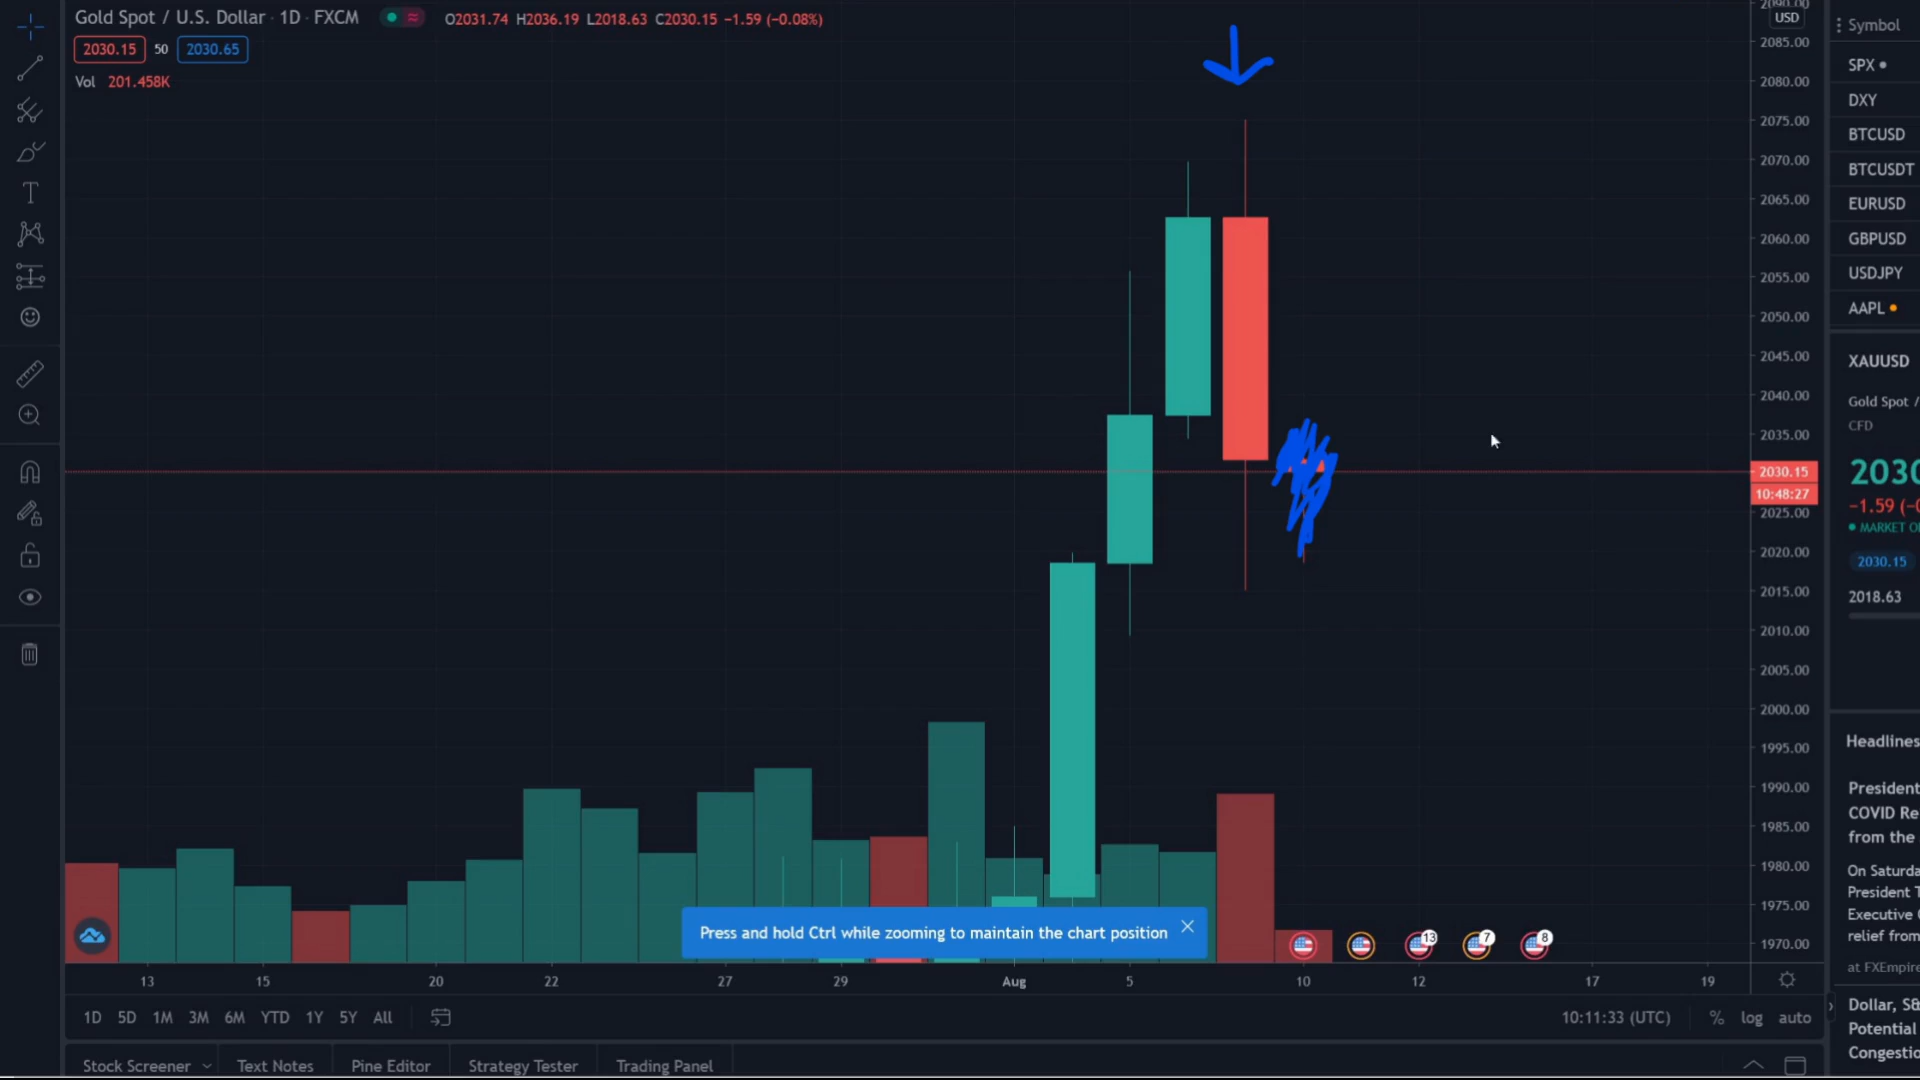 Gold Spot / U.S. Dollar · 1D · FXCM
O2031.74 H2036.19 L2018.63 C2030.15 −1.59 (−0.08%)
2030.15 50 2030.65
Vol 201.458K
2090.00
USD
2085.00
2080.00
2075.00
2070.00
2065.00
2060.00
2055.00
2050.00
2045.00
2040.00
2035.00
2030.15
10:48:27
2025.00
2020.00
2015.00
2010.00
2005.00
2000.00
1995.00
1990.00
1985.00
1980.00
1975.00
1970.00
Symbol
SPX
DXY
BTCUSD
BTCUSDT
EURUSD
GBPUSD
USDJPY
AAPL
XAUUSD
Gold Spot /
CFD
2030
−1.59 (−0
MARKET O
2030.15
2018.63
Headlines
President
COVID Re
from the
On Saturda
President T
Executive
relief from
at FXEmpire
Dollar, S&
Potential
Congestio
Press and hold Ctrl while zooming to maintain the chart position
13 7 8
13 15 20 22 27 29 Aug 5 10 12 17 19
1D 5D 1M 3M 6M YTD 1Y 5Y All
10:11:33 (UTC) % log auto
Stock Screener Text Notes Pine Editor Strategy Tester Trading Panel